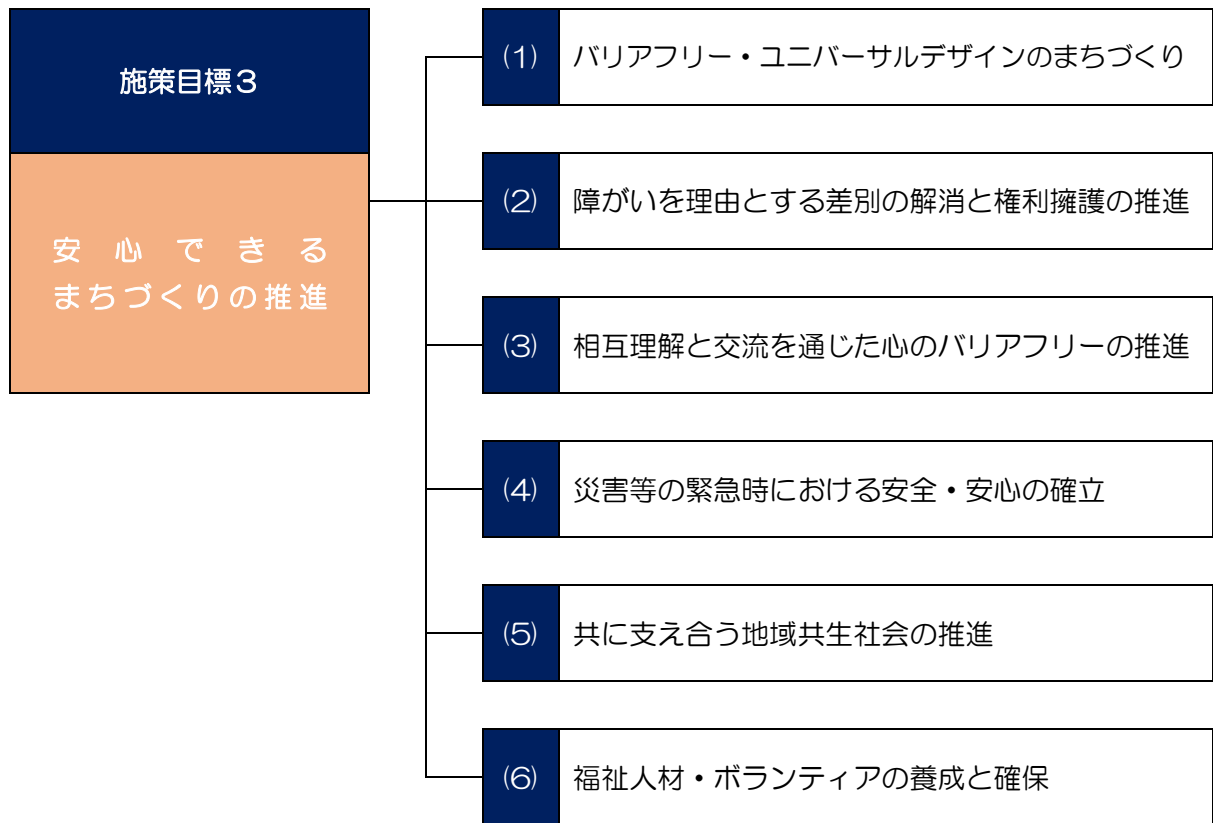 施策目標３
安心できる
まちづくりの推進
(1) バリアフリー・ユニバーサルデザインのまちづくり
(2) 障がいを理由とする差別の解消と権利擁護の推進
(3) 相互理解と交流を通じた心のバリアフリーの推進
(4) 災害等の緊急時における安全・安心の確立
(5) 共に支え合う地域共生社会の推進
(6) 福祉人材・ボランティアの養成と確保